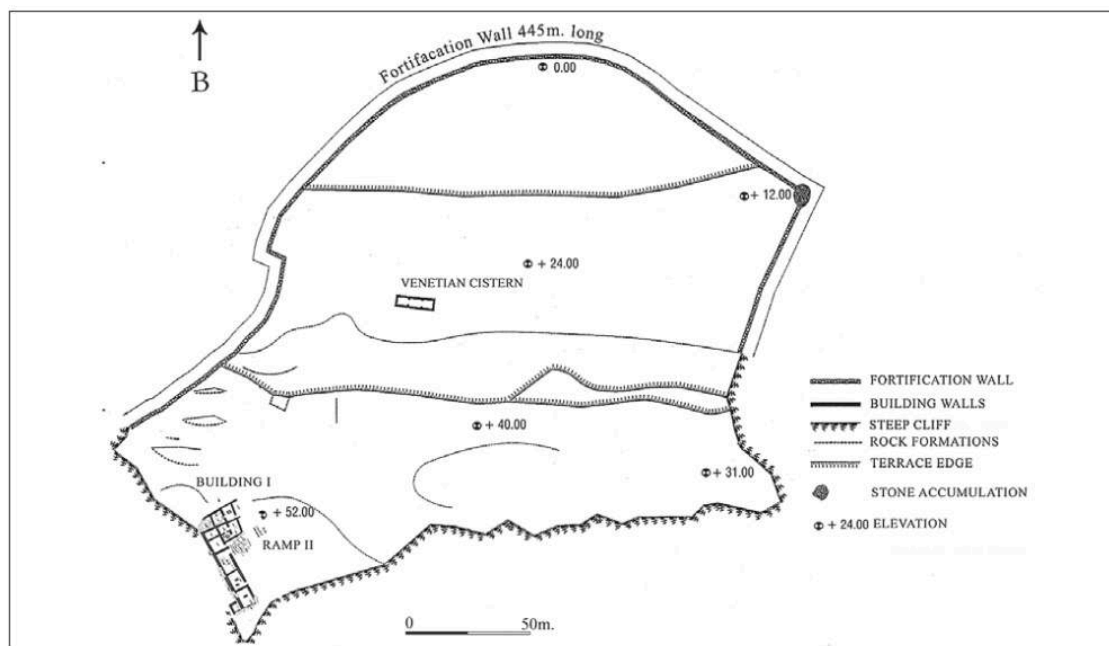 B
Fortifacation Wall 445m. long
0.00
+ 12.00
+ 24.00
VENETIAN CISTERN
+ 40.00
+ 31.00
BUILDING I
+ 52.00
RAMP II
0 50m.
FORTIFICATION WALL
BUILDING WALLS
STEEP CLIFF
ROCK FORMATIONS
TERRACE EDGE
STONE ACCUMULATION
+ 24.00 ELEVATION